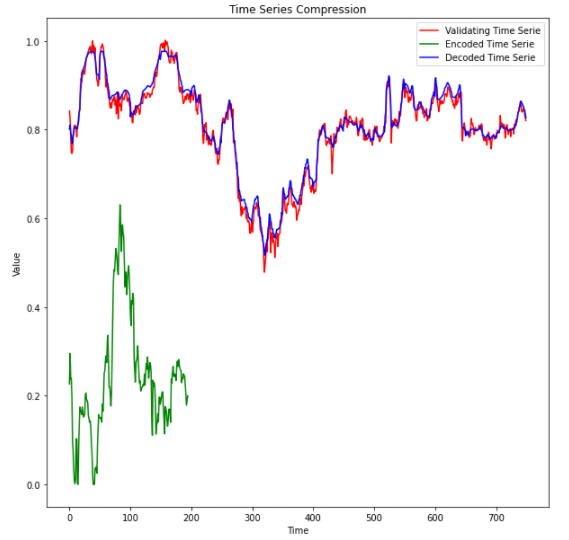 Time Series Compression
Validating Time Serie
Encoded Time Serie
Decoded Time Serie
1.0
0.8
0.6
0.4
0.2
0.0
Value
0 100 200 300 400 500 600 700
Time